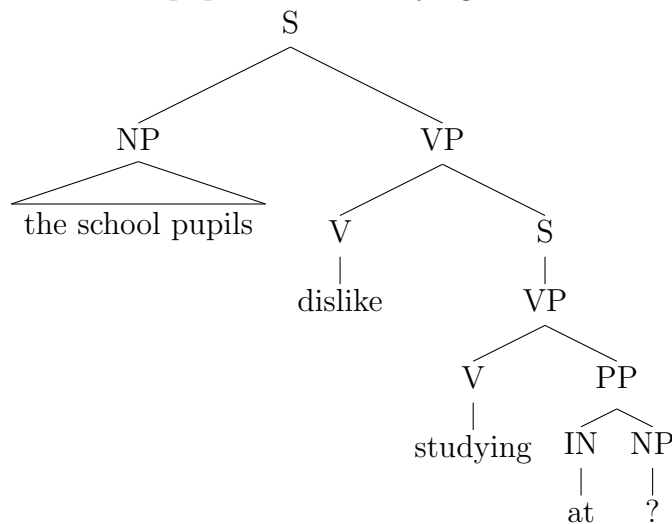 S
NP VP
the school pupils
V S
dislike VP
V PP
studying IN NP
at ?